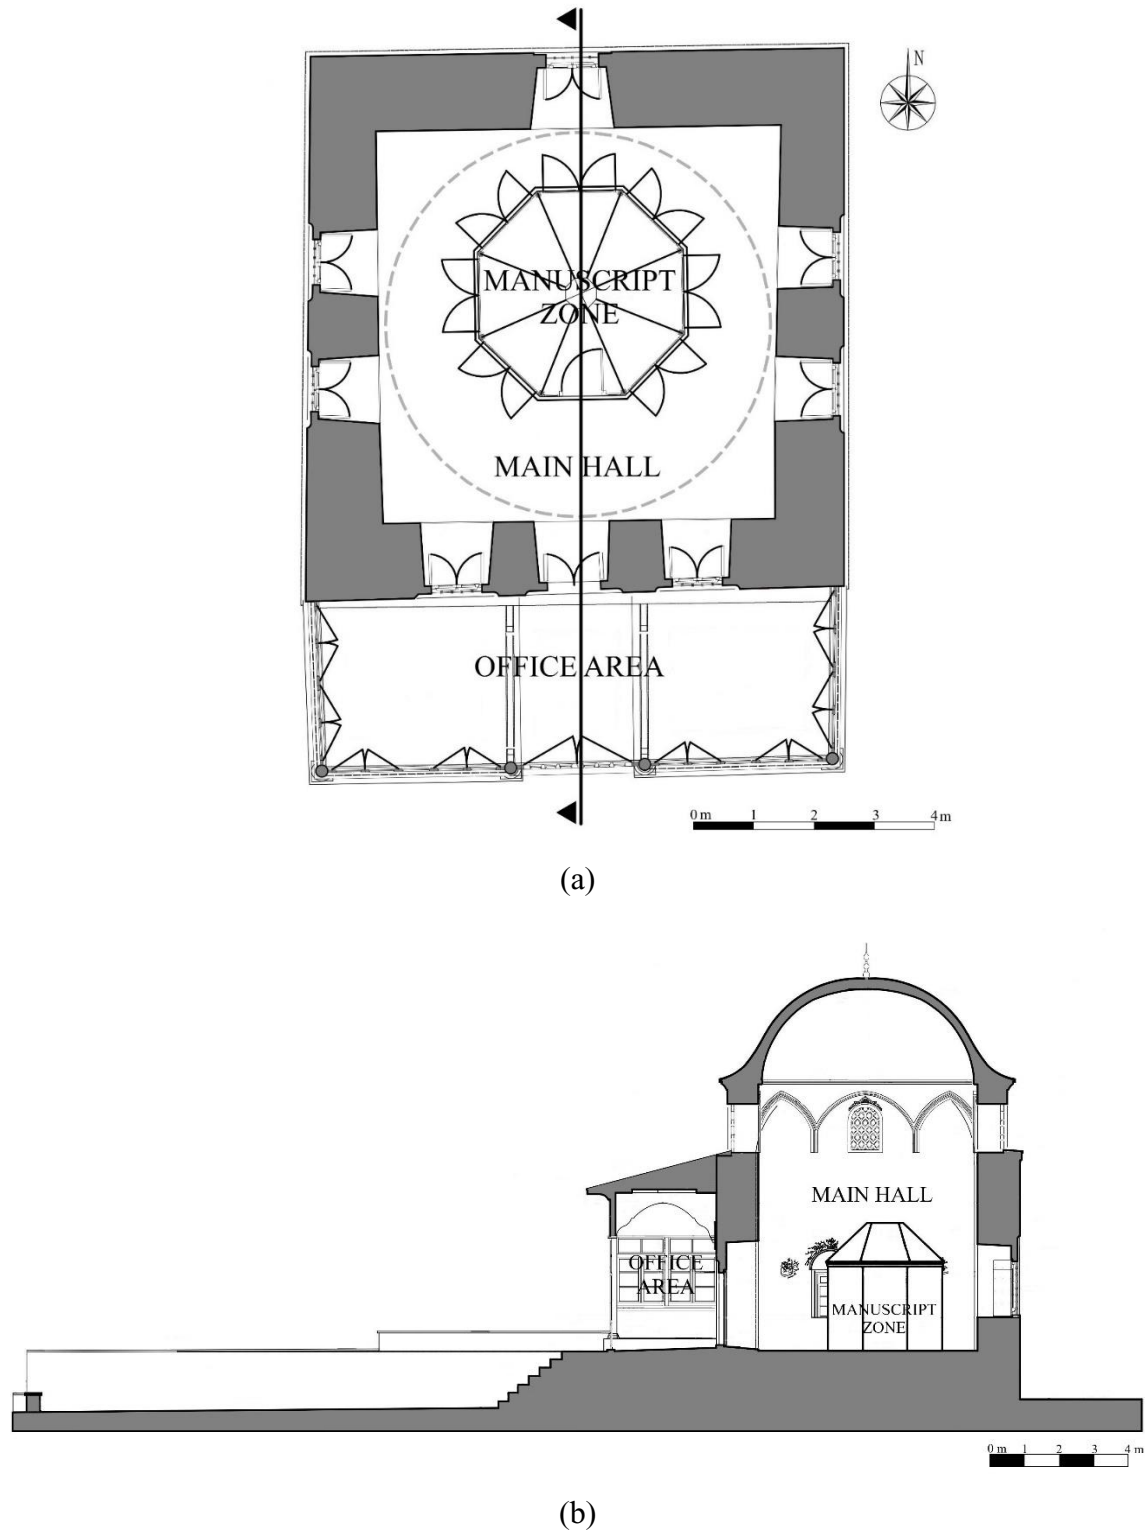 N
MANUSCRIPT
ZONE
MAIN HALL
OFFICE AREA
0 m 1 2 3 4 m
(a)
MAIN HALL
OFFICE
AREA
MANUSCRIPT
ZONE
0 m 1 2 3 4 m
(b)